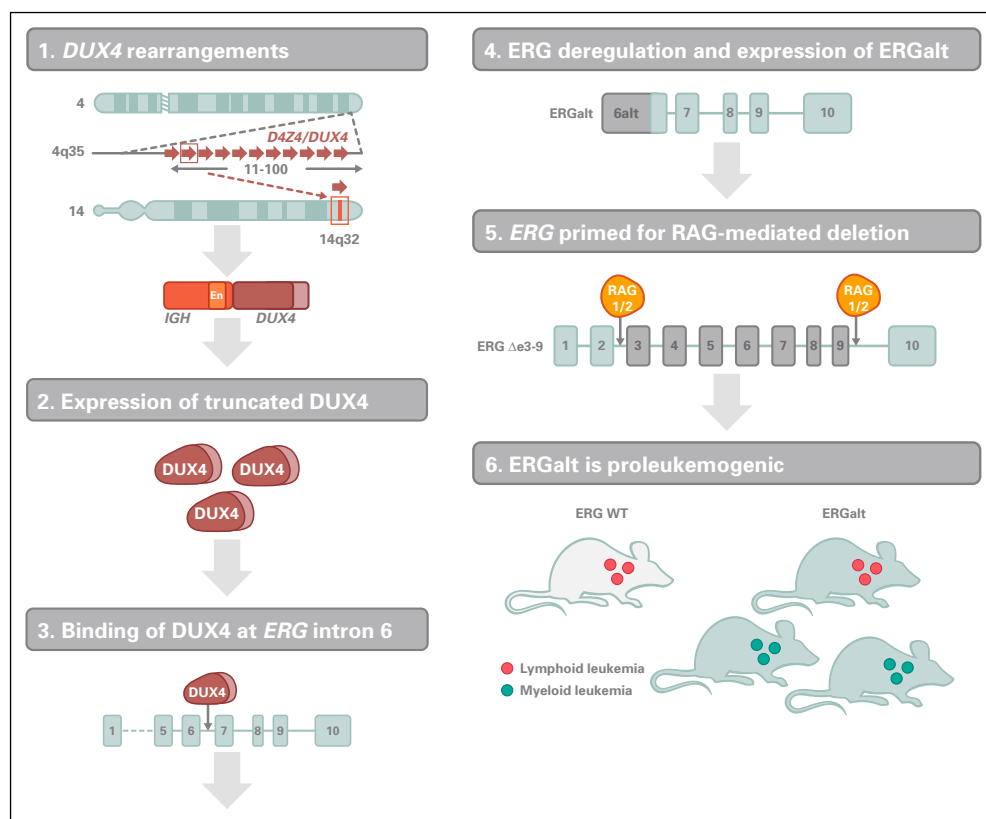 1. DUX4 rearrangements
4
D4Z4/DUX4
4q35
11-100
14
14q32
En
IGH
DUX4
2. Expression of truncated DUX4
DUX4
DUX4
DUX4
3. Binding of DUX4 at ERG intron 6
DUX4
1 5 6 7 8 9 10
4. ERG deregulation and expression of ERGalt
ERGalt 6alt 7 8 9 10
5. ERG primed for RAG-mediated deletion
RAG
1/2
RAG
1/2
ERG Δe3-9 1 2 3 4 5 6 7 8 9 10
6. ERGalt is proleukemogenic
ERG WT
ERGalt
Lymphoid leukemia
Myeloid leukemia